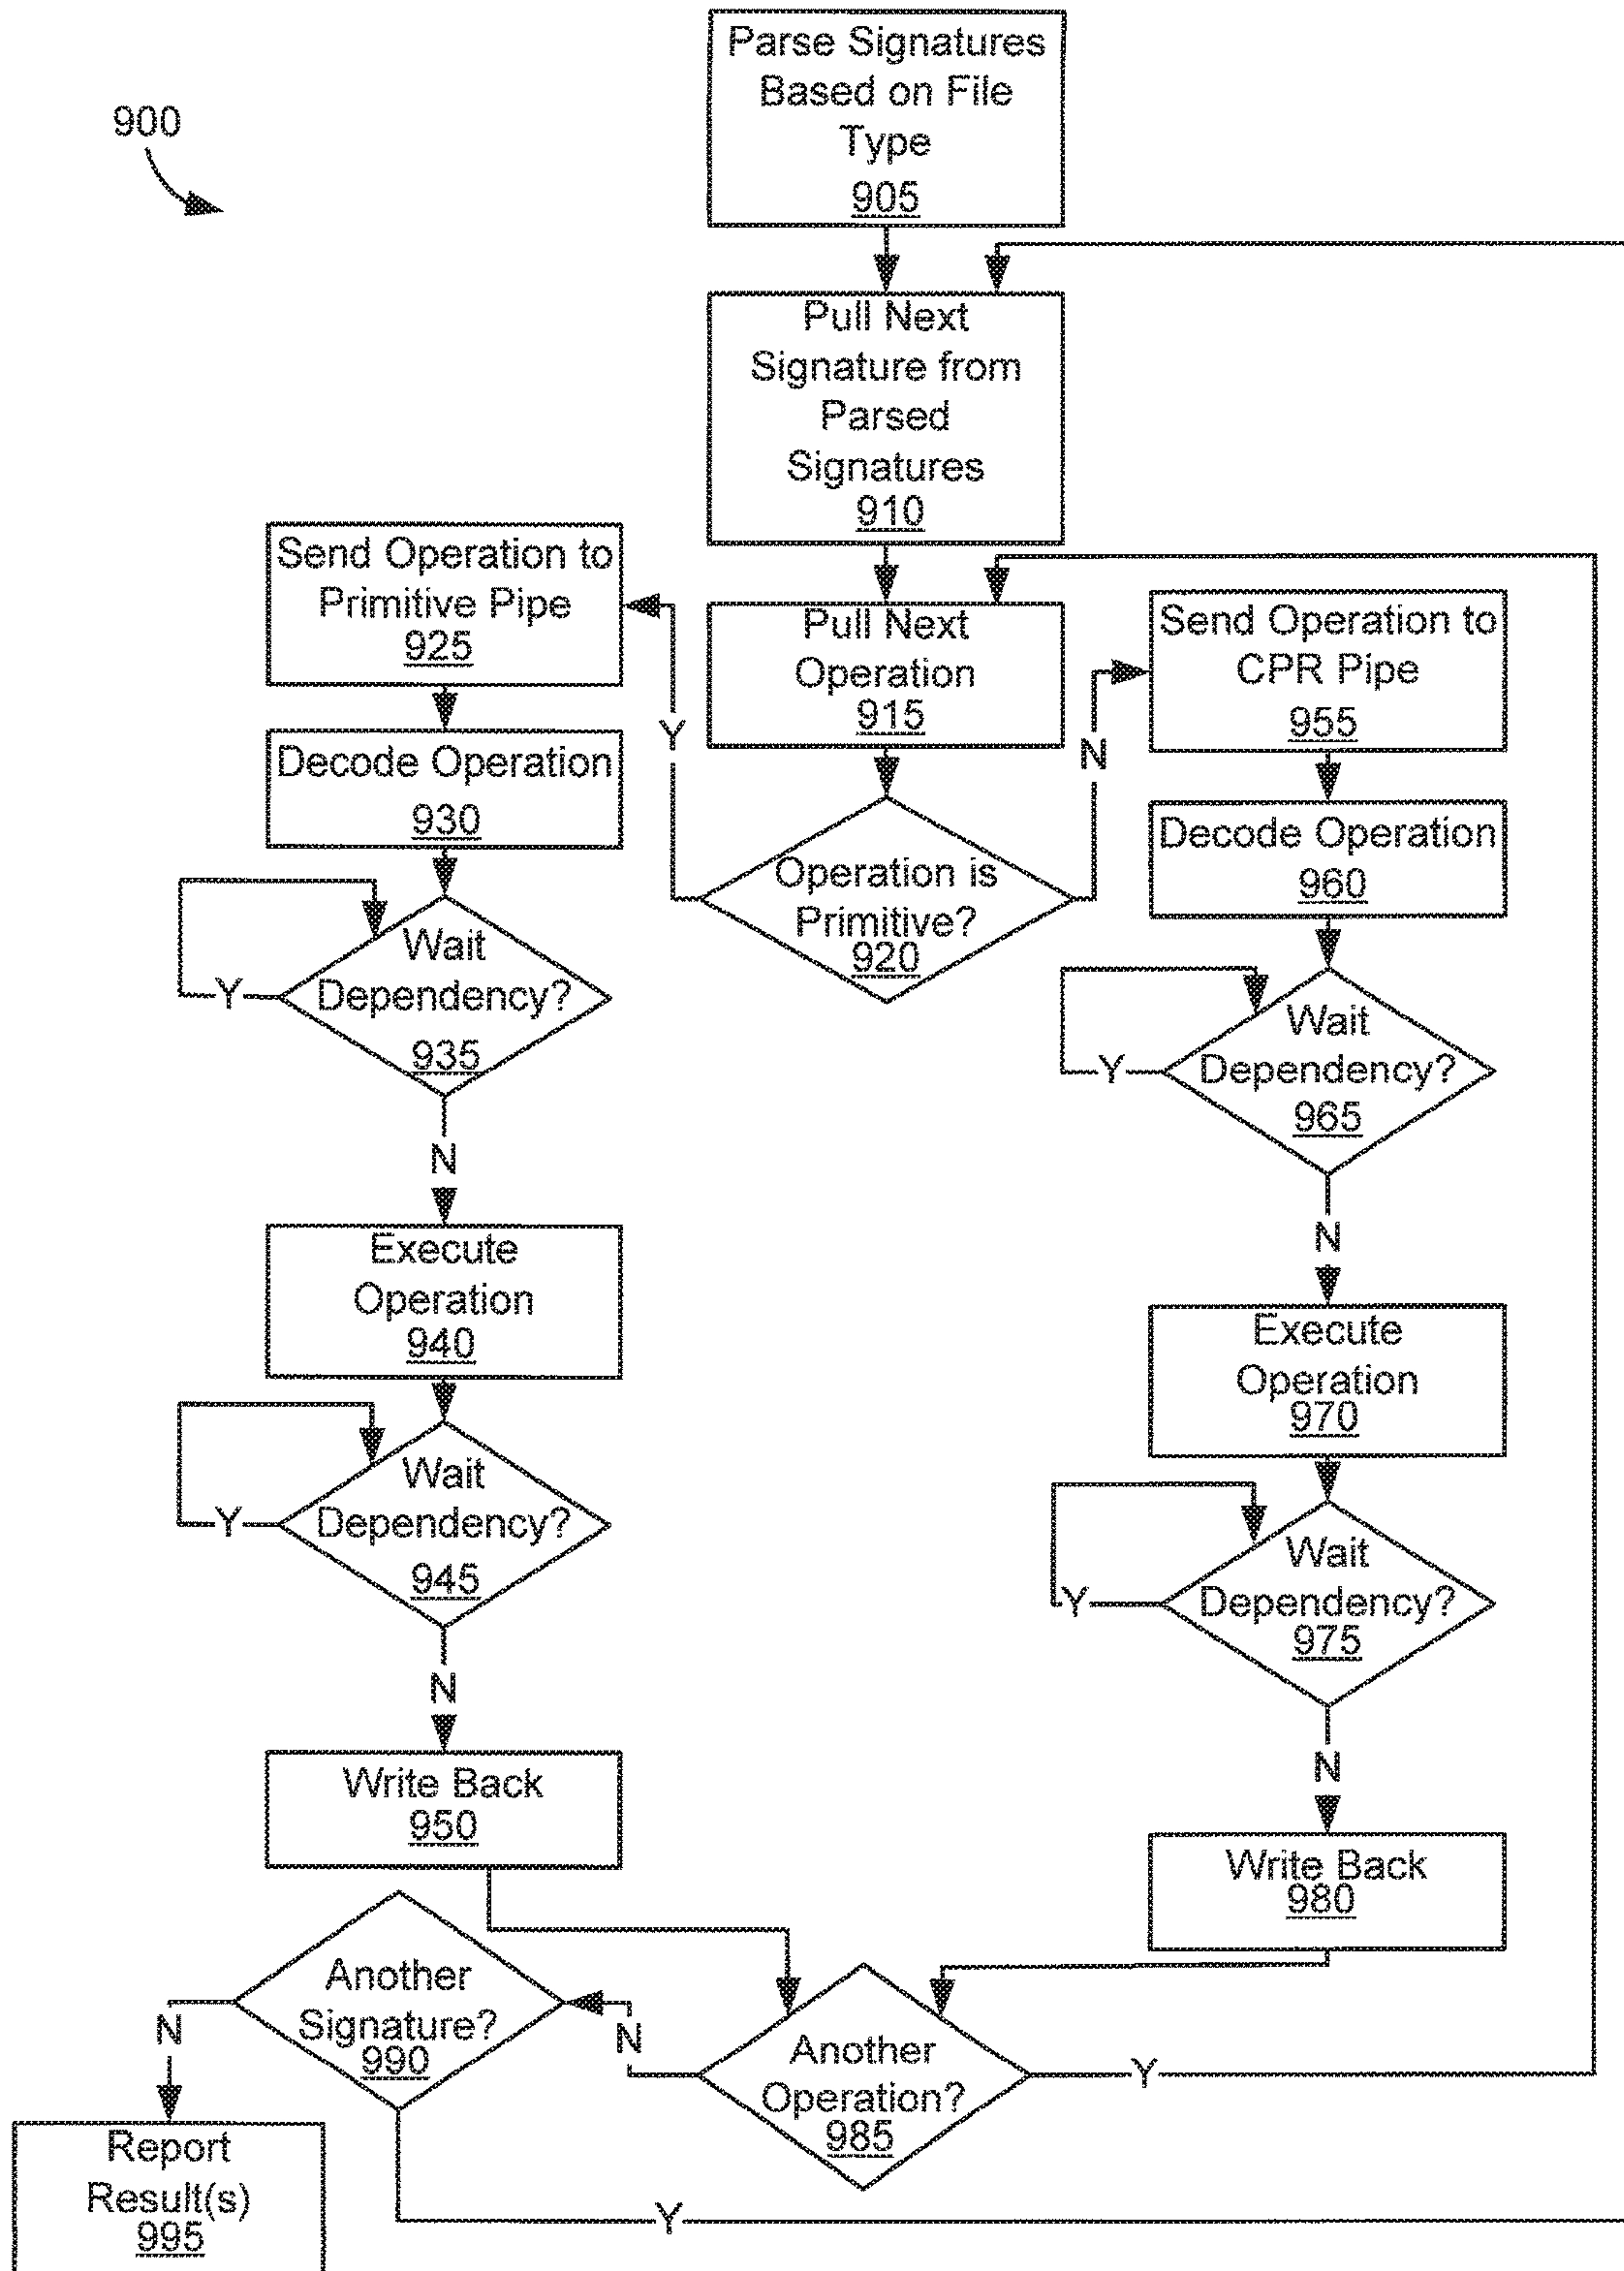 900
Parse Signatures
Based on File
Type
905
Pull Next
Signature from
Parsed
Signatures
910
Send Operation to
Primitive Pipe
925
Pull Next
Operation
915
Send Operation to
CPR Pipe
955
Y
N
Decode Operation
930
Operation is
Primitive?
920
Decode Operation
960
Wait
Dependency?
935
Y
N
Wait
Dependency?
965
Y
N
Execute
Operation
940
Execute
Operation
970
Wait
Dependency?
945
Y
N
Wait
Dependency?
975
Y
N
Write Back
950
Write Back
980
Another
Signature?
990
N
N
Another
Operation?
985
Y
Report
Result(s)
995
Y